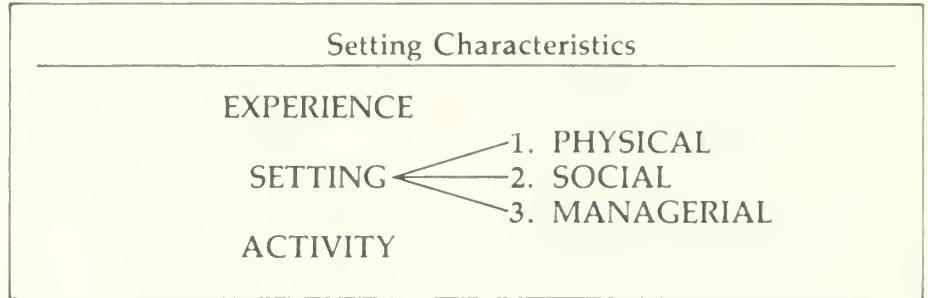 Setting Characteristics
EXPERIENCE
1. PHYSICAL
SETTING 2. SOCIAL
3. MANAGERIAL
ACTIVITY